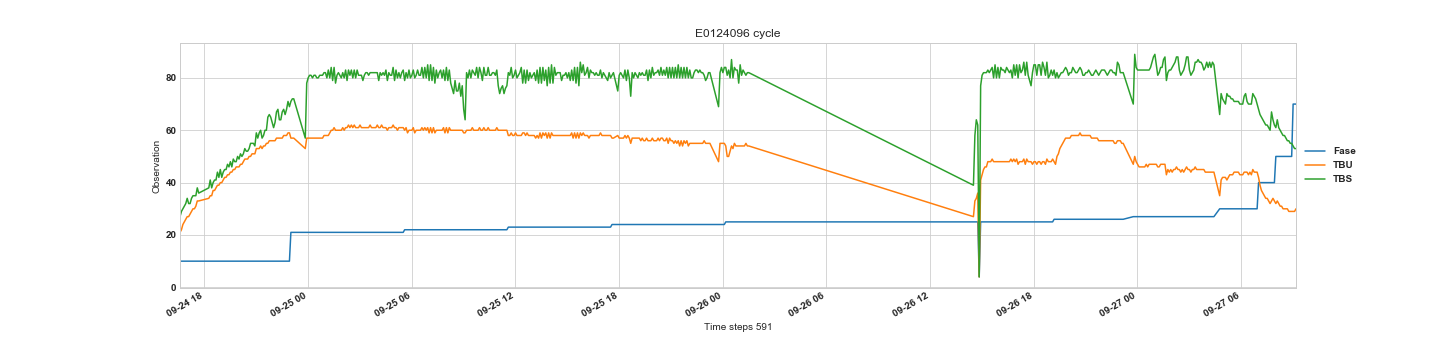 E0124096 cycle
Observation
80
60
40
20
0
09-24 18
09-25 00
09-25 06
09-25 12
09-25 18
09-26 00
09-26 06
09-26 12
09-26 18
09-27 00
09-27 06
Time steps 591
Fase
TBU
TBS